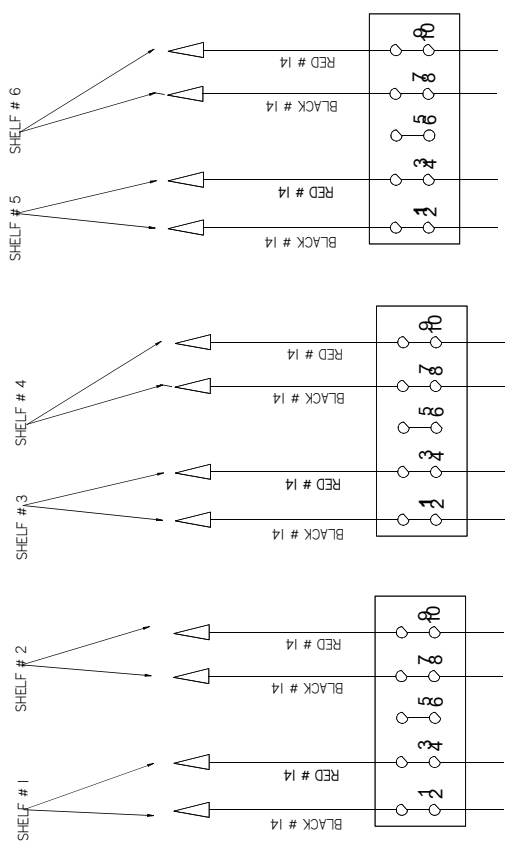 SHELF # 6
RED # 14
9
10
BLACK # 14
7
8
5
6
SHELF # 5
RED # 14
3
4
BLACK # 14
1
2
SHELF # 4
RED # 14
9
10
BLACK # 14
7
8
5
6
SHELF # 3
RED # 14
3
4
BLACK # 14
1
2
SHELF # 2
RED # 14
9
10
BLACK # 14
7
8
5
6
SHELF # 1
RED # 14
3
4
BLACK # 14
1
2